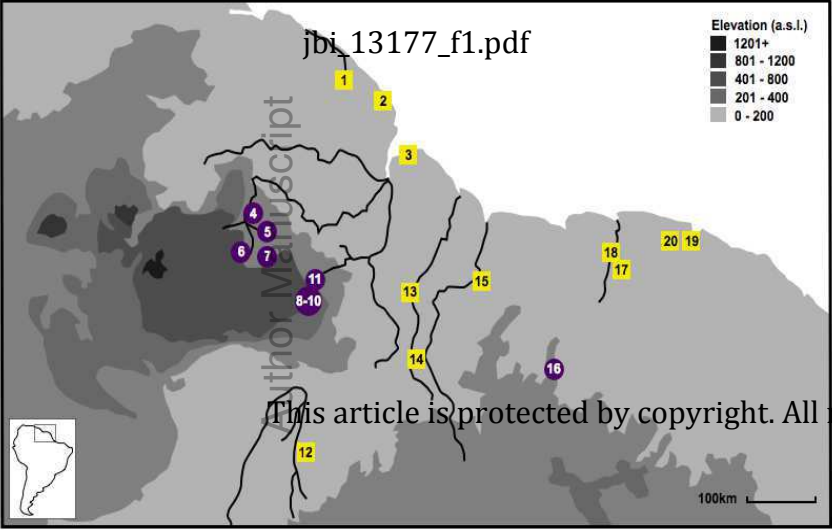 jbi_13177_f1.pdf
Elevation (a.s.l.)
1201+
801 - 1200
401 - 800
201 - 400
0 - 200
1
2
3
4
5
6
7
11
8-10
13
15
18
17
20
19
14
16
12
Author Manuscript
This article is protected by copyright. All
100km